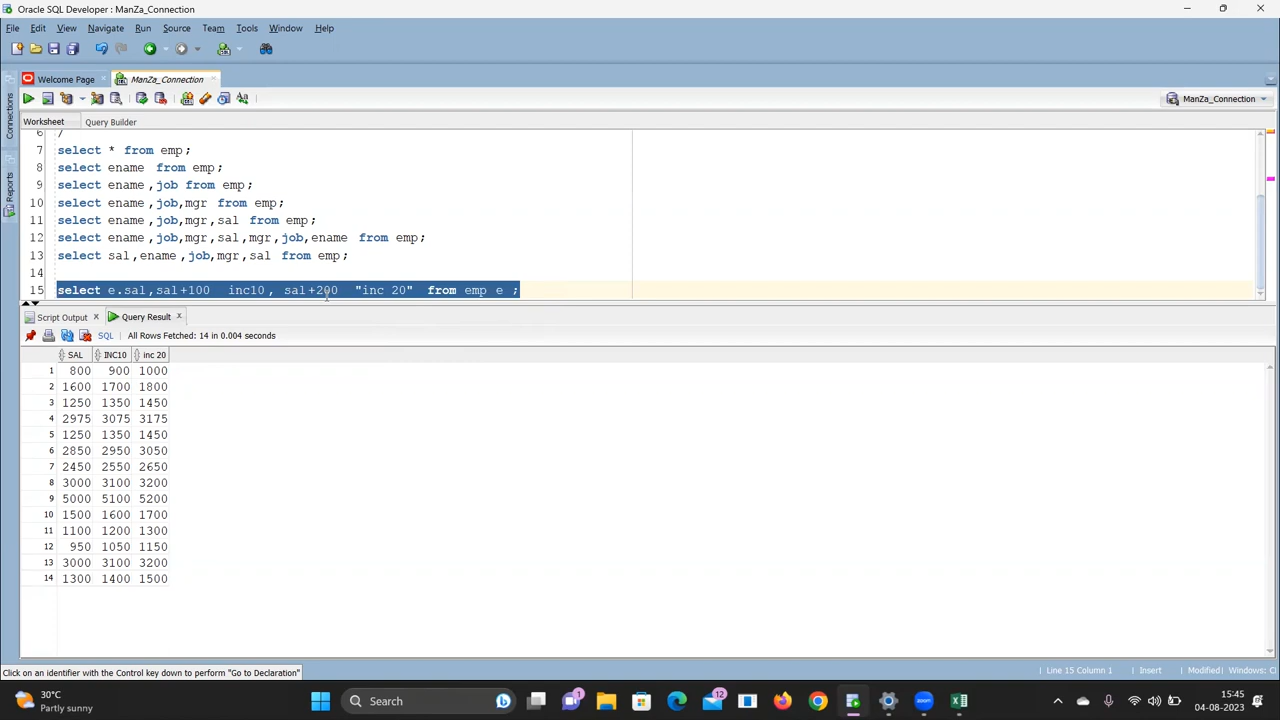 Oracle SQL Developer : ManZa_Connection
File Edit View Navigate Run Source Team Tools Window Help
Welcome Page ManZa_Connection
ManZa_Connection
Worksheet Query Builder
Connections
Reports
6 /
7 select * from emp;
8 select ename from emp;
9 select ename,job from emp;
10 select ename,job,mgr from emp;
11 select ename,job,mgr,sal from emp;
12 select ename,job,mgr,sal,mgr,job,ename from emp;
13 select sal,ename,job,mgr,sal from emp;
14
15 select e.sal,sal+100 inc10, sal+200 "inc 20" from emp e ;
Script Output Query Result
SQL All Rows Fetched: 14 in 0.004 seconds
SAL INC10 inc 20
1 800 900 1000
2 1600 1700 1800
3 1250 1350 1450
4 2975 3075 3175
5 1250 1350 1450
6 2850 2950 3050
7 2450 2550 2650
8 3000 3100 3200
9 5000 5100 5200
10 1500 1600 1700
11 1100 1200 1300
12 950 1050 1150
13 3000 3100 3200
14 1300 1400 1500
Click on an identifier with the Control key down to perform "Go to Declaration"
Line 15 Column 1 Insert Modified Windows: C
30°C
Partly sunny
Search
1
12
15:45
04-08-2023